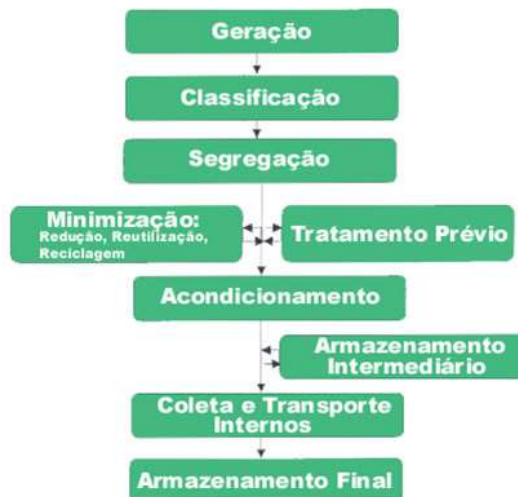 Geração
Classificação
Segregação
Minimização:
Redução, Reutilização,
Reciclagem
Tratamento Prévio
Acondicionamento
Armazenamento
Intermediário
Coleta e Transporte
Internos
Armazenamento Final